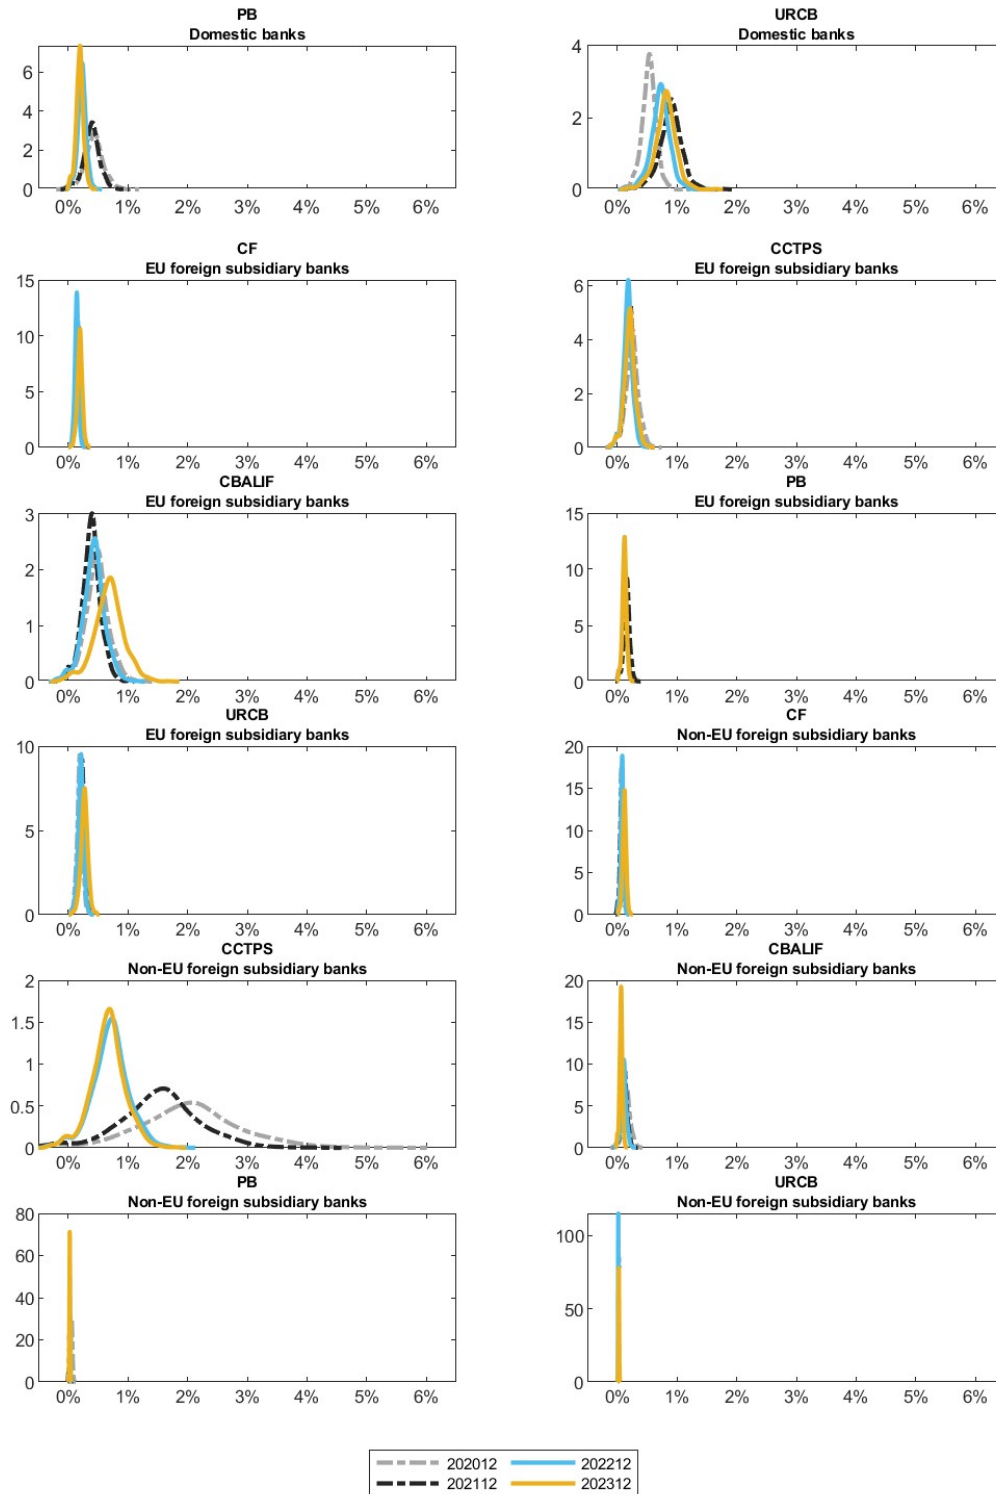 PB
Domestic banks
6
4
2
0
0% 1% 2% 3% 4% 5% 6%
URCB
Domestic banks
4
2
0
0% 1% 2% 3% 4% 5% 6%
CF
EU foreign subsidiary banks
15
10
5
0
0% 1% 2% 3% 4% 5% 6%
CCTPS
EU foreign subsidiary banks
6
4
2
0
0% 1% 2% 3% 4% 5% 6%
CBALIF
EU foreign subsidiary banks
3
2
1
0
0% 1% 2% 3% 4% 5% 6%
PB
EU foreign subsidiary banks
15
10
5
0
0% 1% 2% 3% 4% 5% 6%
URCB
EU foreign subsidiary banks
10
5
0
0% 1% 2% 3% 4% 5% 6%
CF
Non-EU foreign subsidiary banks
20
15
10
5
0
0% 1% 2% 3% 4% 5% 6%
CCTPS
Non-EU foreign subsidiary banks
2
1.5
1
0.5
0
0% 1% 2% 3% 4% 5% 6%
CBALIF
Non-EU foreign subsidiary banks
20
15
10
5
0
0% 1% 2% 3% 4% 5% 6%
PB
Non-EU foreign subsidiary banks
80
60
40
20
0
0% 1% 2% 3% 4% 5% 6%
URCB
Non-EU foreign subsidiary banks
100
50
0
0% 1% 2% 3% 4% 5% 6%
202012 202212
202112 202312